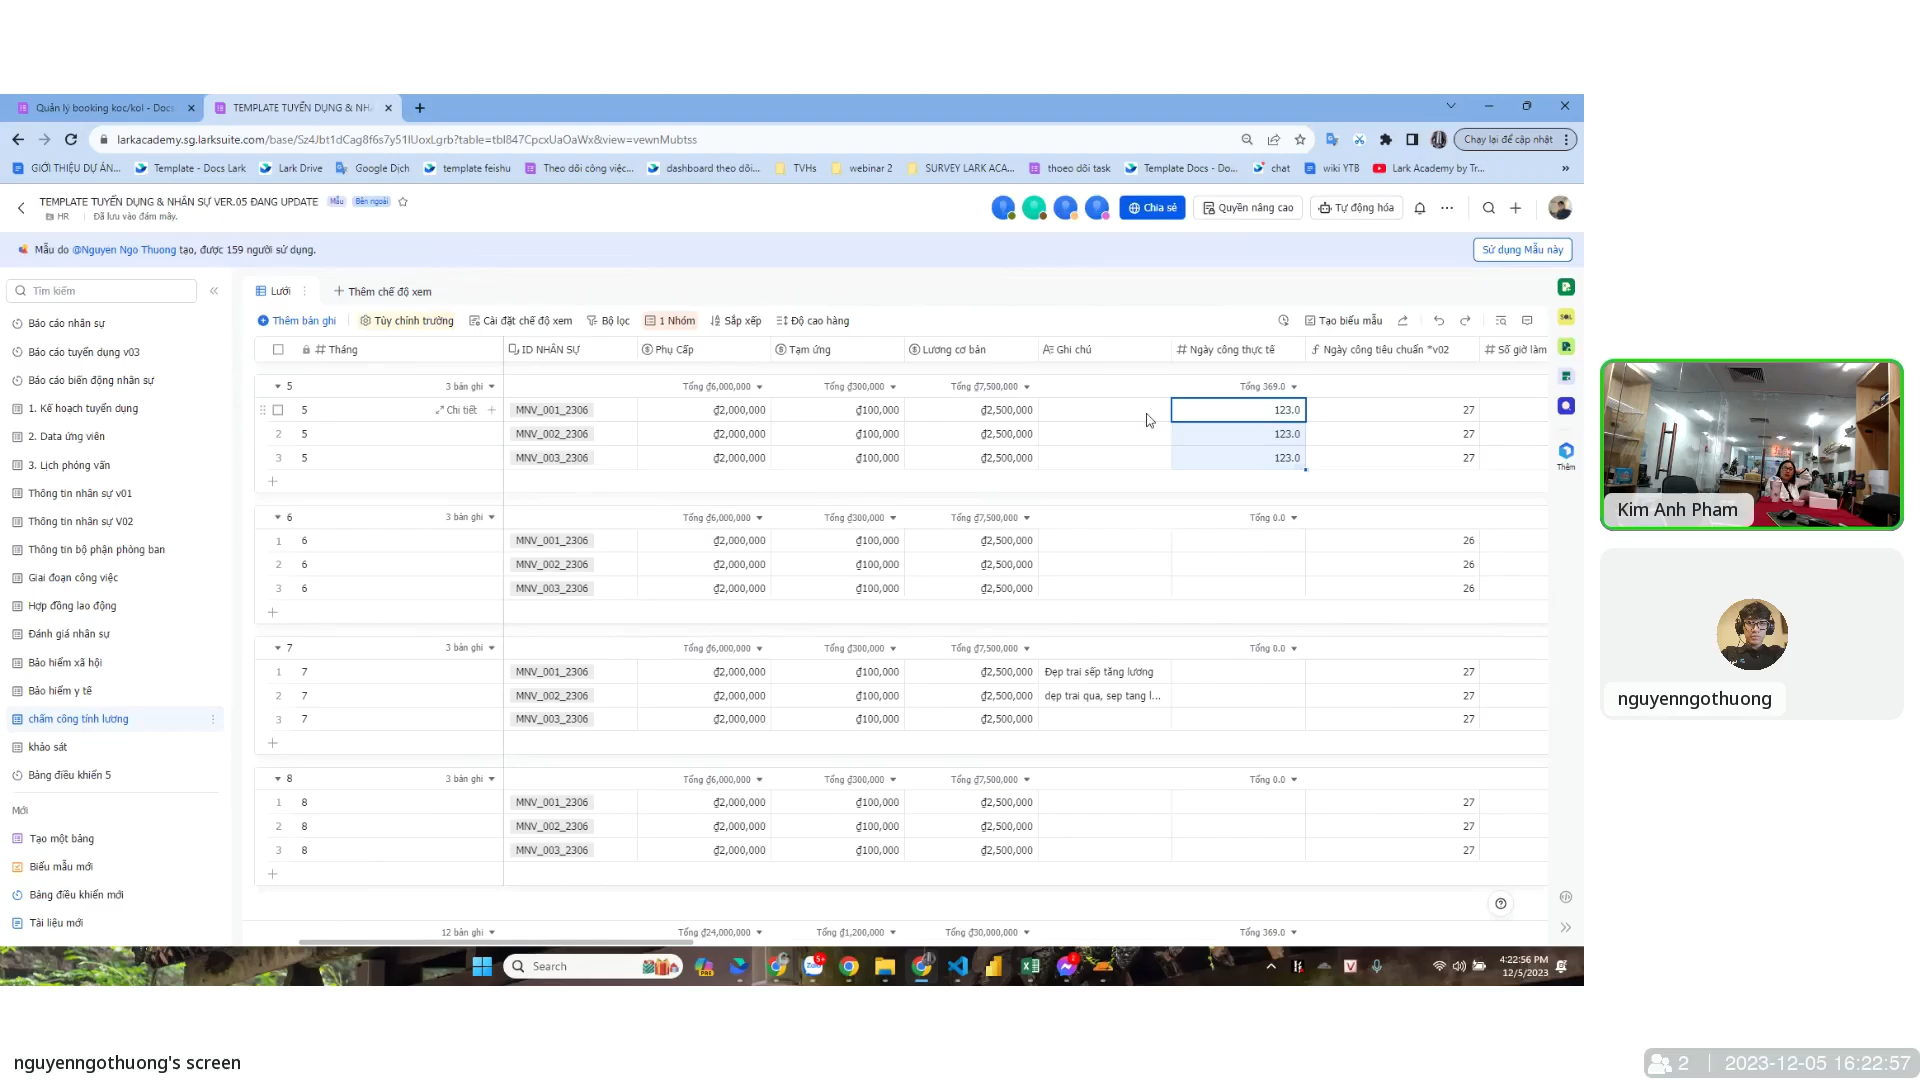 Quản lý booking koc/kol - Docs
TEMPLATE TUYỂN DỤNG & NHÂ
larkacademy.sg.larksuite.com/base/Sz4Jbt1dCag8f6s7y51lUoxLgrb?table=tbl847CpcxUaOaWx&view=vewnMubtss
Chạy lại để cập nhật
GIỚI THIỆU DỰ ÁN... Template - Docs Lark Lark Drive Google Dịch template feishu Theo dõi công việc... dashboard theo dõi... TVHs webinar 2 SURVEY LARK ACA... thoeo dõi task Template Docs - Do... chat wiki YTB Lark Academy by Tr... »
TEMPLATE TUYỂN DỤNG & NHÂN SỰ VER.05 ĐANG UPDATE Mẫu Bên ngoài
HR Đã lưu vào đám mây.
Chia sẻ Quyền nâng cao Tự động hóa
Mẫu do @Nguyen Ngo Thuong tạo, được 159 người sử dụng. Sử dụng Mẫu này
Tìm kiếm
Báo cáo nhân sự
Báo cáo tuyển dụng v03
Báo cáo biến động nhân sự
1. Kế hoạch tuyển dụng
2. Data ứng viên
3. Lịch phỏng vấn
Thông tin nhân sự v01
Thông tin nhân sự V02
Thông tin bộ phận phòng ban
Giai đoạn công việc
Hợp đồng lao động
Đánh giá nhân sự
Bảo hiểm xã hội
Bảo hiểm y tế
chấm công tính lương
khảo sát
Bảng điều khiển 5
Mới
Tạo một bảng
Biểu mẫu mới
Bảng điều khiển mới
Tài liệu mới
Lưới Thêm chế độ xem
Thêm bản ghi Tùy chỉnh trường Cài đặt chế độ xem Bộ lọc 1 Nhóm Sắp xếp Độ cao hàng Tạo biểu mẫu
# Tháng ID NHÂN SỰ Phụ Cấp Tạm ứng Lương cơ bản Ghi chú # Ngày công thực tế Ngày công tiêu chuẩn *v02 # Số giờ làm
5 3 bản ghi Tổng ₫6,000,000 Tổng ₫300,000 Tổng ₫7,500,000 Tổng 369.0
5 Chi tiết MNV_001_2306 ₫2,000,000 ₫100,000 ₫2,500,000 123.0 27
2 5 MNV_002_2306 ₫2,000,000 ₫100,000 ₫2,500,000 123.0 27
3 5 MNV_003_2306 ₫2,000,000 ₫100,000 ₫2,500,000 123.0 27
6 3 bản ghi Tổng ₫6,000,000 Tổng ₫300,000 Tổng ₫7,500,000 Tổng 0.0
1 6 MNV_001_2306 ₫2,000,000 ₫100,000 ₫2,500,000 26
2 6 MNV_002_2306 ₫2,000,000 ₫100,000 ₫2,500,000 26
3 6 MNV_003_2306 ₫2,000,000 ₫100,000 ₫2,500,000 26
7 3 bản ghi Tổng ₫6,000,000 Tổng ₫300,000 Tổng ₫7,500,000 Tổng 0.0
1 7 MNV_001_2306 ₫2,000,000 ₫100,000 ₫2,500,000 Đẹp trai sếp tăng lương 27
2 7 MNV_002_2306 ₫2,000,000 ₫100,000 ₫2,500,000 dep trai qua, sep tang l... 27
3 7 MNV_003_2306 ₫2,000,000 ₫100,000 ₫2,500,000 27
8 3 bản ghi Tổng ₫6,000,000 Tổng ₫300,000 Tổng ₫7,500,000 Tổng 0.0
1 8 MNV_001_2306 ₫2,000,000 ₫100,000 ₫2,500,000 27
2 8 MNV_002_2306 ₫2,000,000 ₫100,000 ₫2,500,000 27
3 8 MNV_003_2306 ₫2,000,000 ₫100,000 ₫2,500,000 27
12 bản ghi Tổng ₫24,000,000 Tổng ₫1,200,000 Tổng ₫30,000,000 Tổng 369.0
Thêm
Search
4:22:56 PM
12/5/2023
Kim Anh Pham
nguyenngothuong
nguyenngothuong's screen
2 | 2023-12-05 16:22:57